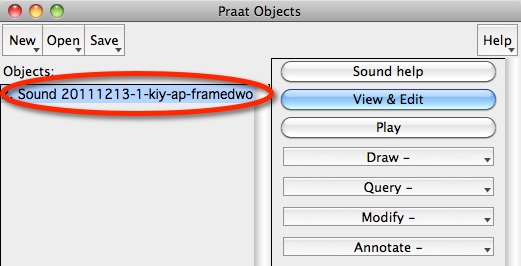 Praat Objects
New Open Save Help
Objects:
Sound 20111213-1-kiy-ap-framedwo
Sound help
View & Edit
Play
Draw -
Query -
Modify -
Annotate -